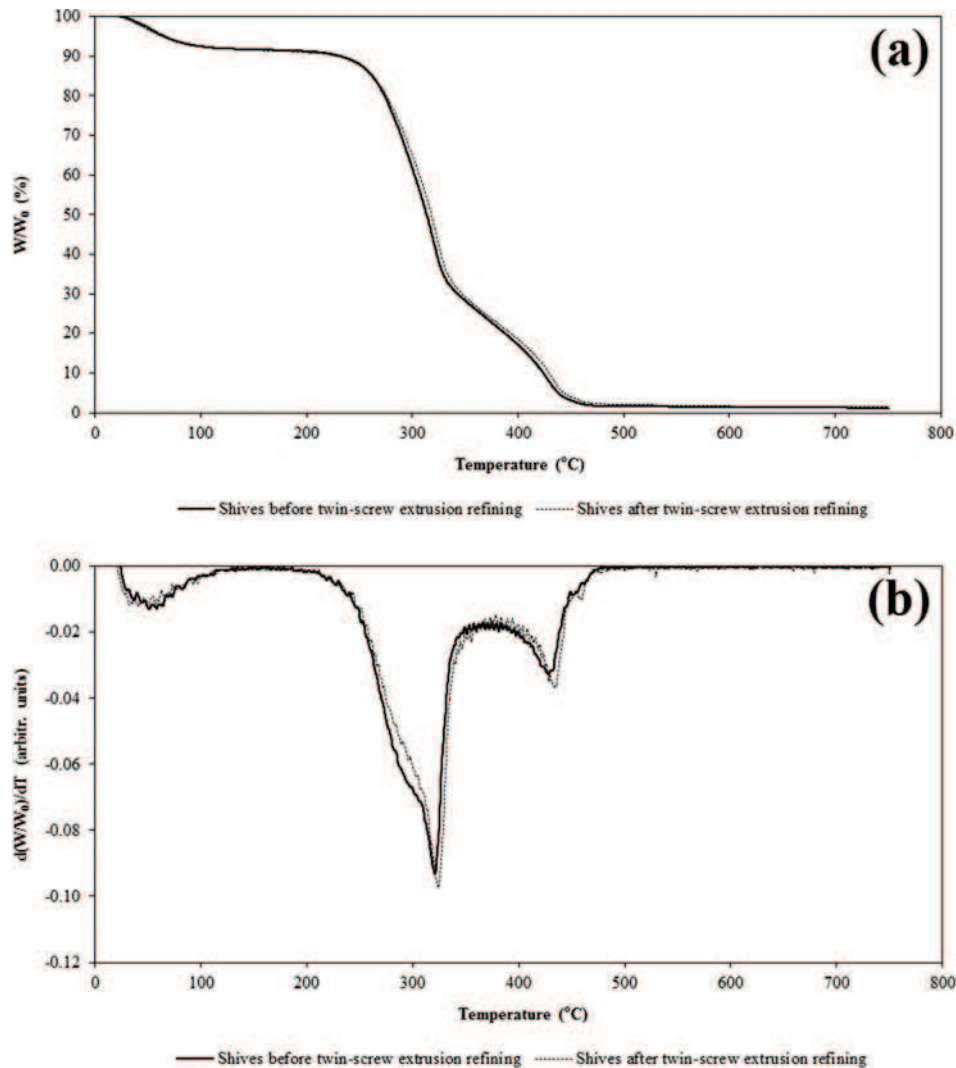 100
90
80
70
60
50
40
30
20
10
0
W/W0 (%)
(a)
0 100 200 300 400 500 600 700 800
Temperature (°C)
Shives before twin-screw extrusion refining Shives after twin-screw extrusion refining
0.00
-0.02
-0.04
-0.06
-0.08
-0.10
-0.12
d(W/W0)/dT (arbitr. units)
(b)
0 100 200 300 400 500 600 700 800
Temperature (°C)
Shives before twin-screw extrusion refining Shives after twin-screw extrusion refining